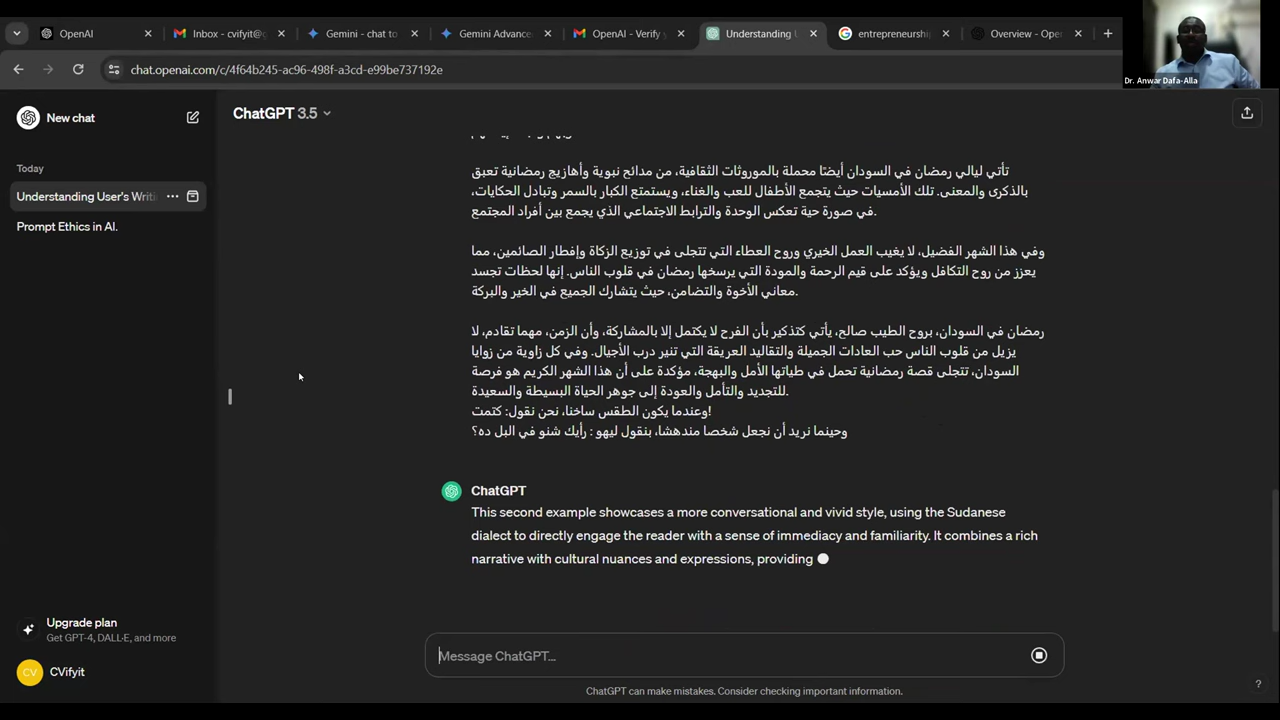 OpenAI
Inbox - cvifyit@g
Gemini - chat to
Gemini Advance
OpenAI - Verify
Understanding U
entrepreneurship
Overview - Open
chat.openai.com/c/4f64b245-ac96-498f-a3cd-e99be737192e
Dr. Anwar Dafa-Alla
New chat
ChatGPT 3.5
Today
Understanding User's Writi
Prompt Ethics in AI.
تأتي ليالي رمضان في السودان أيضًا محملة بالموروثات الثقافية، من مدائح نبوية وأهازيج رمضانية تعبق
بالذكرى والمعنى. تلك الأمسيات حيث يتجمع الأطفال للعب والغناء، ويستمتع الكبار بالسمر وتبادل الحكايات،
في صورة حية تعكس الوحدة والترابط الاجتماعي الذي يجمع بين أفراد المجتمع.
وفي هذا الشهر الفضيل، لا يغيب العمل الخيري وروح العطاء التي تتجلى في توزيع الزكاة وإفطار الصائمين، مما
يعزز من روح التكافل ويؤكد على قيم الرحمة والمودة التي يرسخها رمضان في قلوب الناس. إنها لحظات تجسد
معاني الأخوة والتضامن، حيث يتشارك الجميع في الخير والبركة.
رمضان في السودان، بروح الطيب صالح، يأتي كتذكير بأن الفرح لا يكتمل إلا بالمشاركة، وأن الزمن، مهما تقادم، لا
يزيل من قلوب الناس حب العادات الجميلة والتقاليد العريقة التي تنير درب الأجيال. وفي كل زاوية من زوايا
السودان، تتجلى قصة رمضانية تحمل في طياتها الأمل والبهجة، مؤكدة على أن هذا الشهر الكريم هو فرصة
للتجديد والتأمل والعودة إلى جوهر الحياة البسيطة والسعيدة.
وعندما يكون الطقس ساخنا، نحن نقول: كتمت!
وحينما نريد أن نجعل شخصا مندهشا، بنقول ليهو : رأيك شنو في البل ده؟
ChatGPT
This second example showcases a more conversational and vivid style, using the Sudanese
dialect to directly engage the reader with a sense of immediacy and familiarity. It combines a rich
narrative with cultural nuances and expressions, providing
Upgrade plan
Get GPT-4, DALL·E, and more
CV CVifyit
Message ChatGPT...
ChatGPT can make mistakes. Consider checking important information.
?